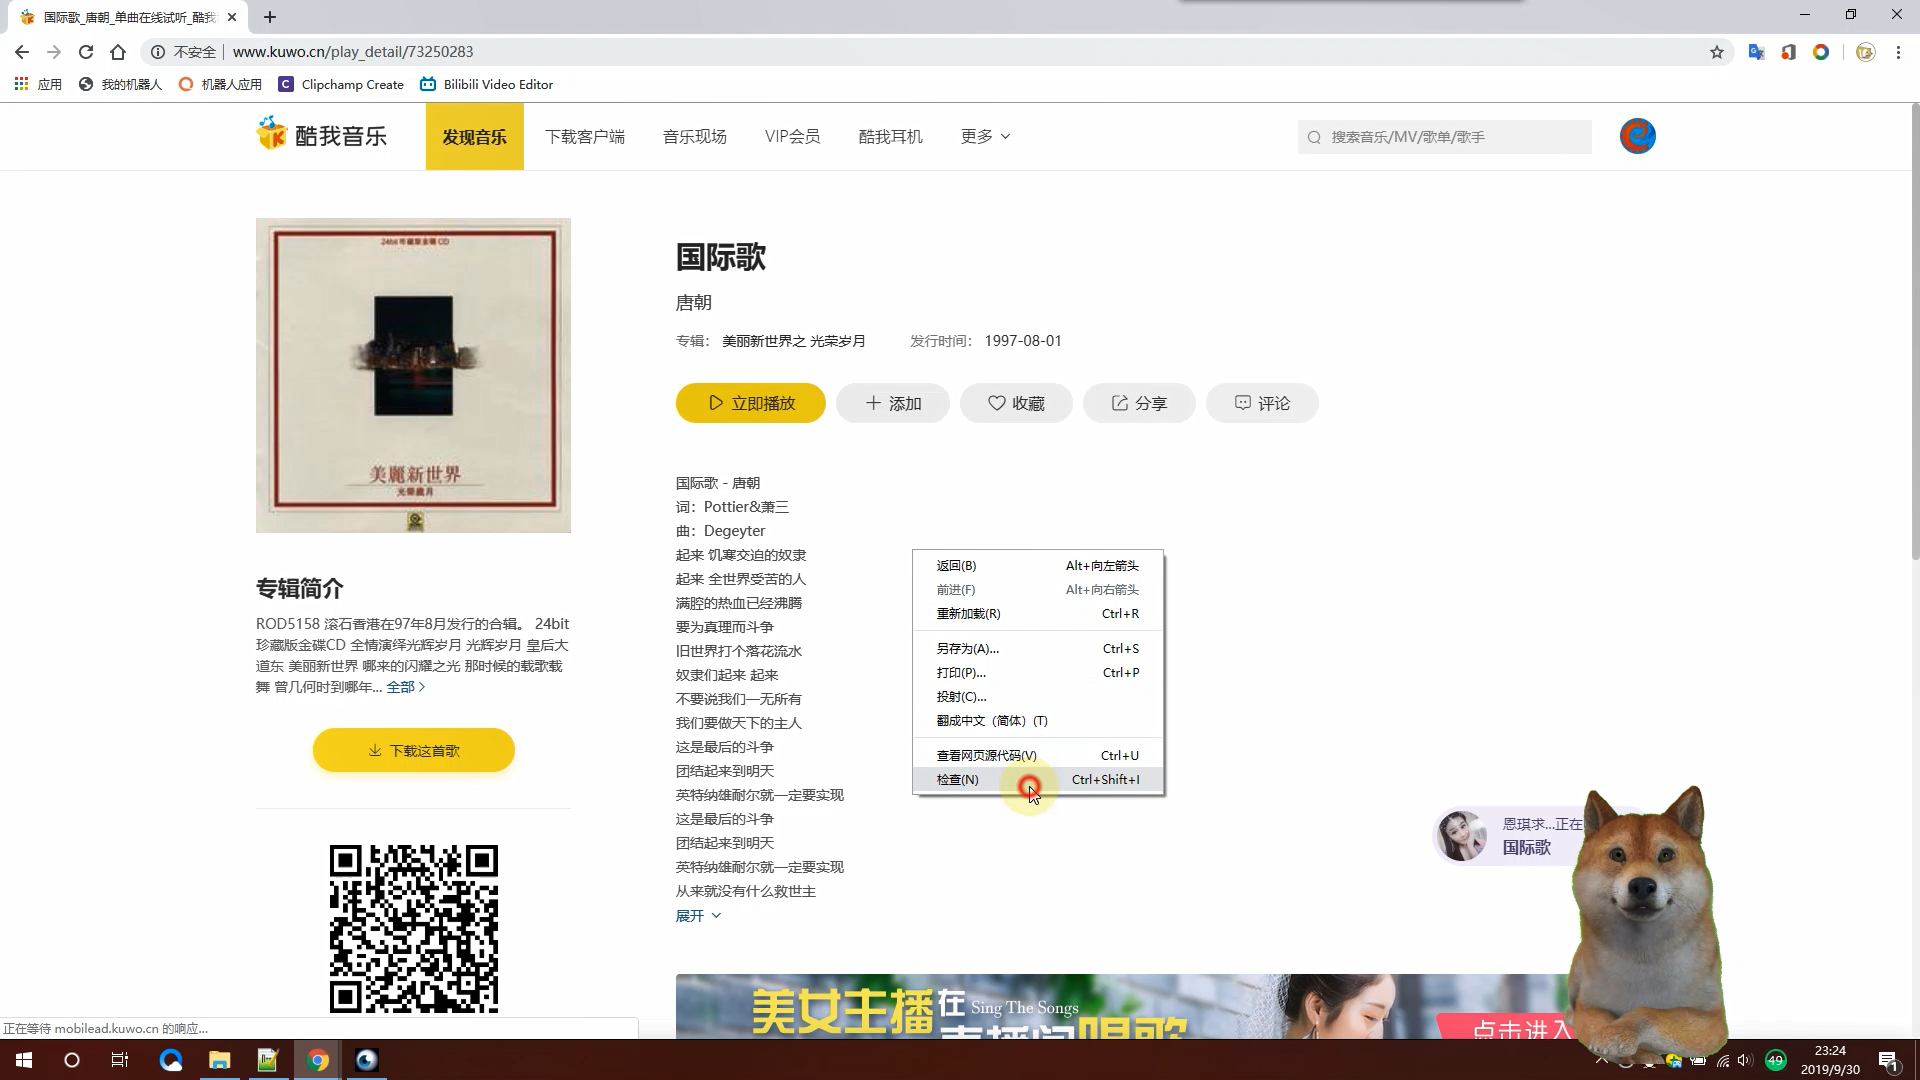 国际歌_唐朝_单曲在线试听_酷我
不安全 www.kuwo.cn/play_detail/73250283
应用 我的机器人 机器人应用 Clipchamp Create Bilibili Video Editor
酷我音乐 发现音乐 下载客户端 音乐现场 VIP会员 酷我耳机 更多 搜索音乐/MV/歌单/歌手
24bit
美麗新世界
光榮歲月
国际歌
唐朝
专辑: 美丽新世界之 光荣岁月 发行时间: 1997-08-01
立即播放 添加 收藏 分享 评论
专辑简介
ROD5158 滚石香港在97年8月发行的合辑。 24bit
珍藏版金碟CD 全情演绎光辉岁月 光辉岁月 皇后大
道东 美丽新世界 哪来的闪耀之光 那时候的载歌载
舞 曾几何时到哪年... 全部
下载这首歌
国际歌 - 唐朝
词：Pottier&萧三
曲：Degeyter
起来 饥寒交迫的奴隶
起来 全世界受苦的人
满腔的热血已经沸腾
要为真理而斗争
旧世界打个落花流水
奴隶们起来 起来
不要说我们一无所有
我们要做天下的主人
这是最后的斗争
团结起来到明天
英特纳雄耐尔就一定要实现
这是最后的斗争
团结起来到明天
英特纳雄耐尔就一定要实现
从来就没有什么救世主
展开
返回(B) Alt+向左箭头
前进(F) Alt+向右箭头
重新加载(R) Ctrl+R
另存为(A)... Ctrl+S
打印(P)... Ctrl+P
投射(C)...
翻成中文（简体）(T)
查看网页源代码(V) Ctrl+U
检查(N) Ctrl+Shift+I
恩琪求...正在
国际歌
美女主播在 Sing The Songs
直播间唱歌
点击进入
正在等待 mobilead.kuwo.cn 的响应...
49
23:24
2019/9/30
1